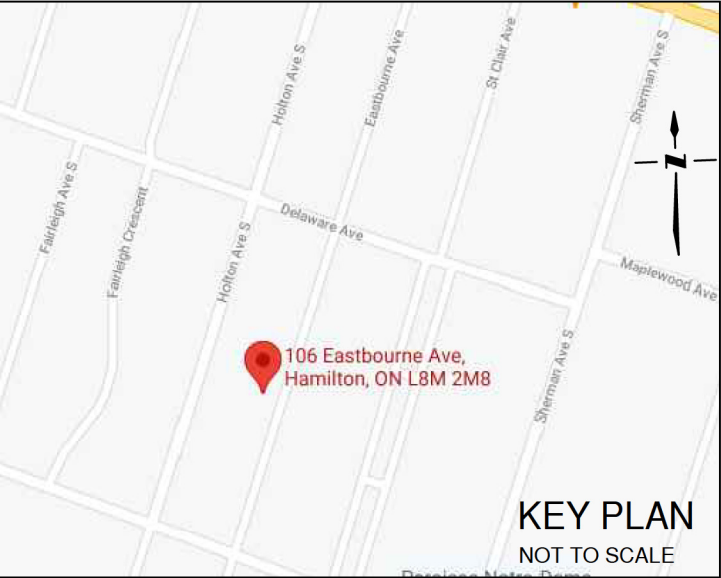 Holton Ave S
Eastbourne Ave
St Clair Ave
Sherman Ave S
Fairleigh Ave S
Fairleigh Crescent
Delaware Ave
Holton Ave S
Maplewood Ave
N
106 Eastbourne Ave,
Hamilton, ON L8M 2M8
Sherman Ave S
KEY PLAN
NOT TO SCALE